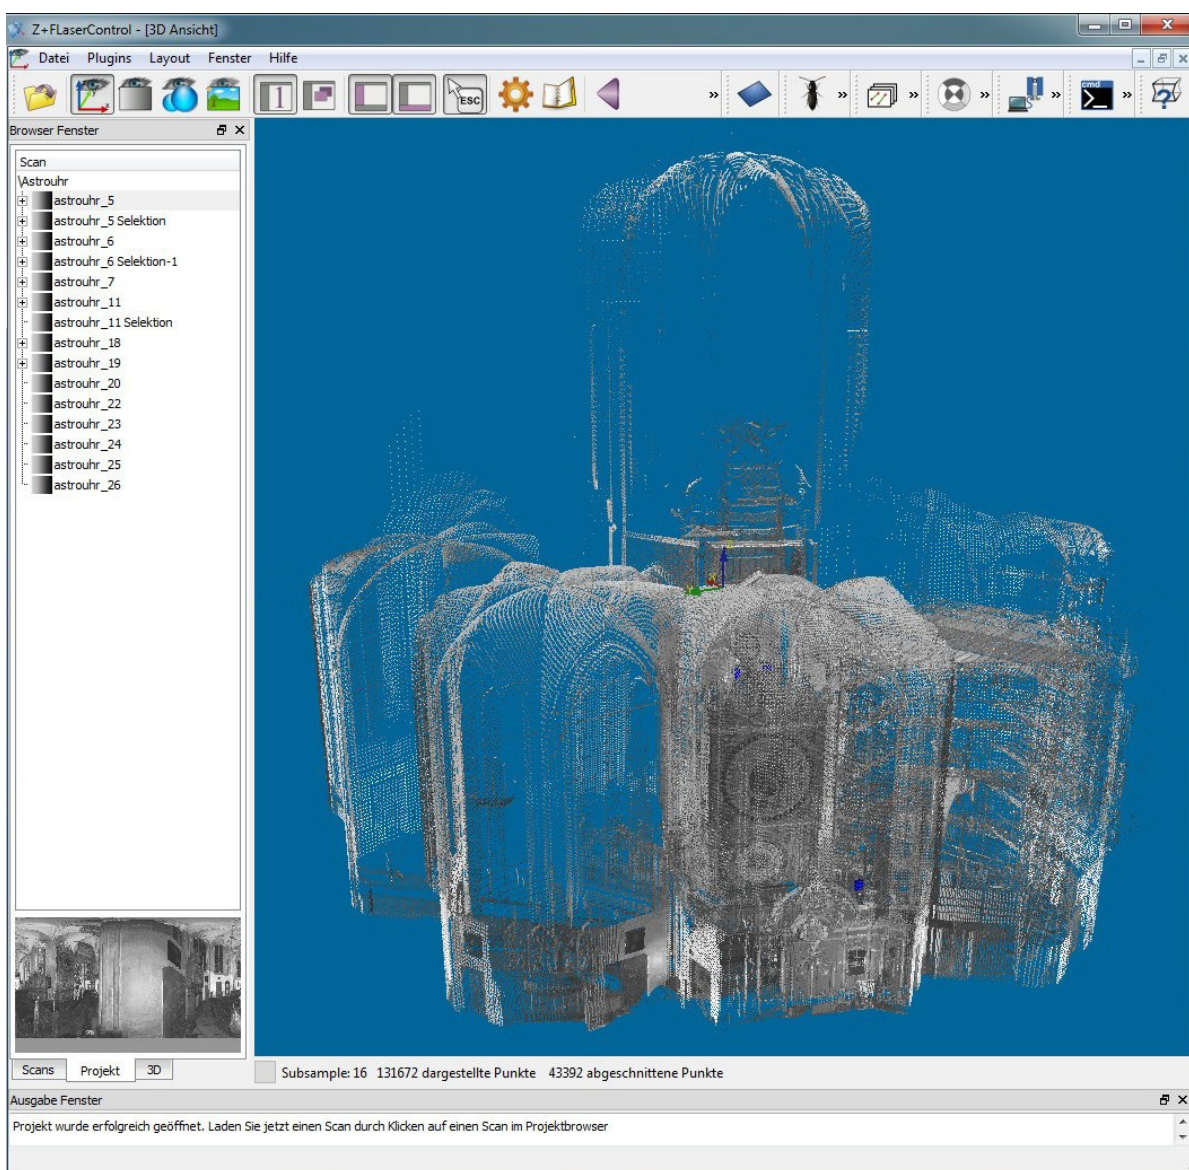 Z+FLaserControl - [3D Ansicht]
Datei Plugins Layout Fenster Hilfe
1 ESC » » » » » cmd » ?
Browser Fenster
Scan
\Astrouhr
astrouhr_5
astrouhr_5 Selektion
astrouhr_6
astrouhr_6 Selektion-1
astrouhr_7
astrouhr_11
astrouhr_11 Selektion
astrouhr_18
astrouhr_19
astrouhr_20
astrouhr_22
astrouhr_23
astrouhr_24
astrouhr_25
astrouhr_26
Scans Projekt 3D
Subsample: 16 131672 dargestellte Punkte 43392 abgeschnittene Punkte
Ausgabe Fenster
Projekt wurde erfolgreich geöffnet. Laden Sie jetzt einen Scan durch Klicken auf einen Scan im Projektbrowser